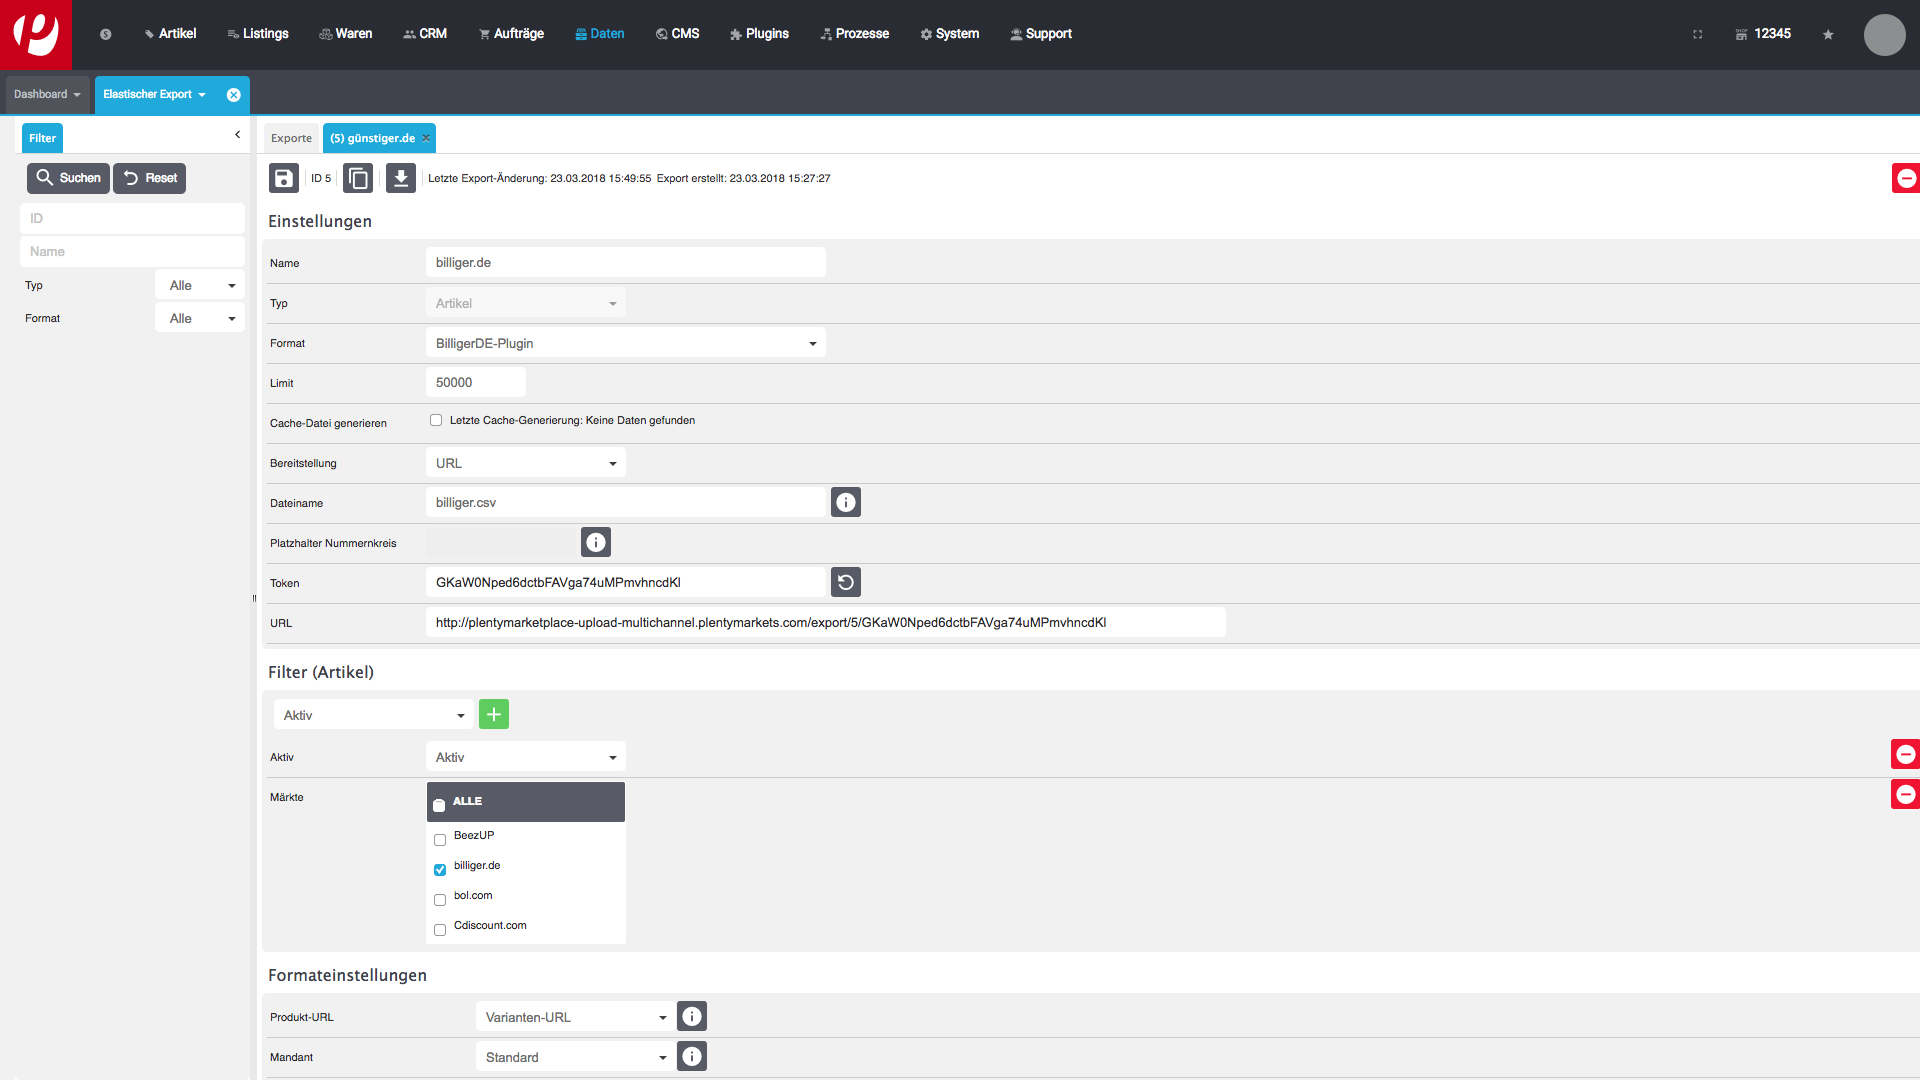 Artikel
Listings
Waren
CRM
Aufträge
Daten
CMS
Plugins
Prozesse
System
Support
12345
Dashboard
Elastischer Export
Filter
Suchen
Reset
ID
Name
Typ
Alle
Format
Alle
Exporte
(5) günstiger.de
ID 5
Letzte Export-Änderung: 23.03.2018 15:49:55 Export erstellt: 23.03.2018 15:27:27
Einstellungen
Name
billiger.de
Typ
Artikel
Format
BilligerDE-Plugin
Limit
50000
Cache-Datei generieren
Letzte Cache-Generierung: Keine Daten gefunden
Bereitstellung
URL
Dateiname
billiger.csv
Platzhalter Nummernkreis
Token
GKaW0Nped6dctbFAVga74uMPmvhncdKl
URL
http://plentymarketplace-upload-multichannel.plentymarkets.com/export/5/GKaW0Nped6dctbFAVga74uMPmvhncdKl
Filter (Artikel)
Aktiv
Aktiv
Aktiv
Märkte
ALLE
BeezUP
billiger.de
bol.com
Cdiscount.com
Formateinstellungen
Produkt-URL
Varianten-URL
Mandant
Standard